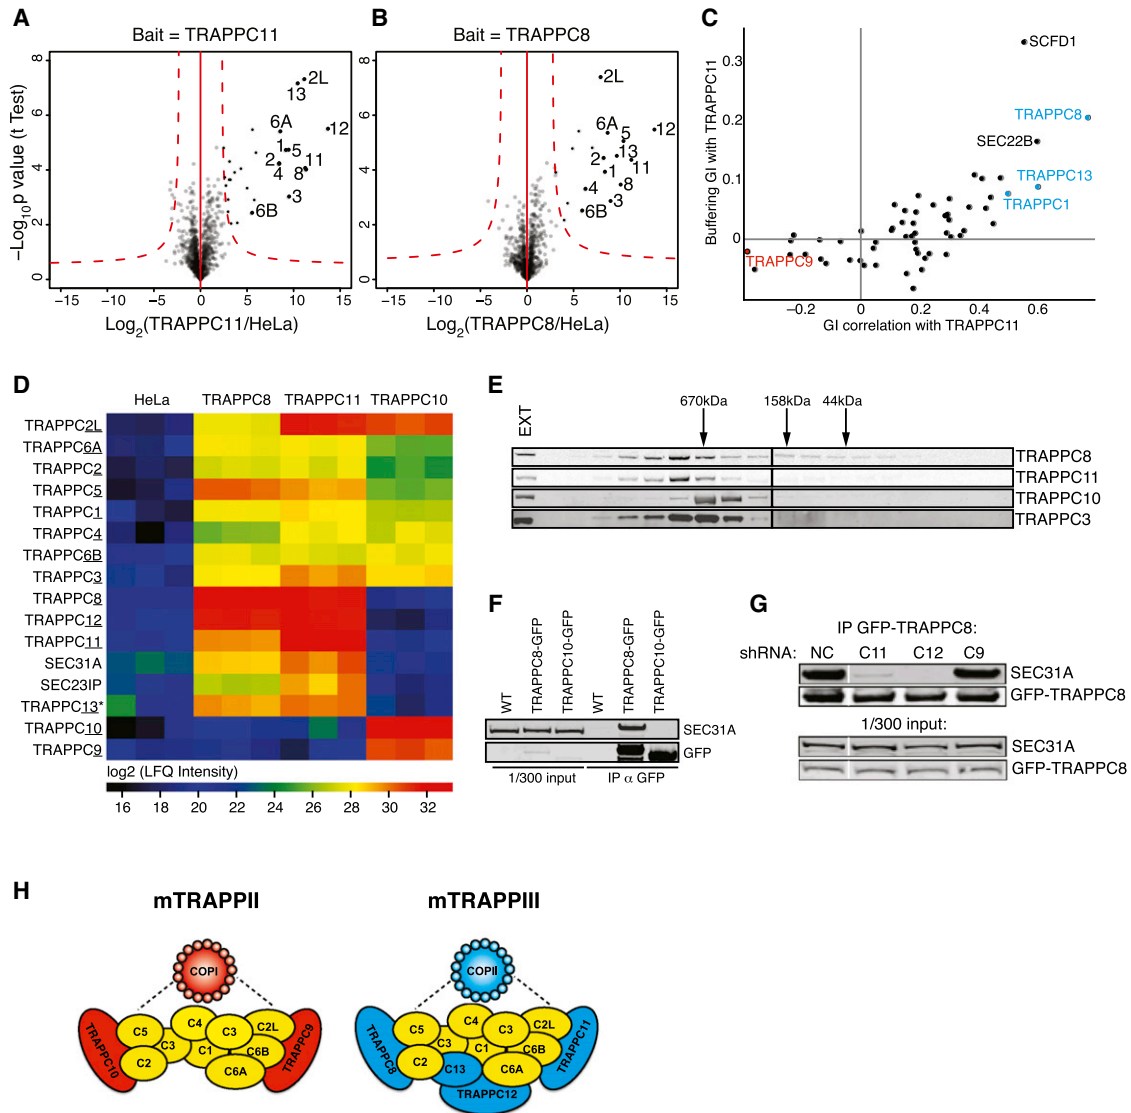 A
Bait = TRAPPC11
−Log10p value (t Test)
8
6
4
2
0
2L
13
6A
12
1
5
2
4
8
11
3
6B
−15
−10
−5
0
5
10
15
Log2(TRAPPC11/HeLa)
B
Bait = TRAPPC8
8
6
4
2
0
2L
6A
5
12
13
2
11
1
4
8
3
6B
−15
−10
−5
0
5
10
15
Log2(TRAPPC8/HeLa)
C
Buffering GI with TRAPPC11
0.3
0.2
0.1
0
SCFD1
TRAPPC8
SEC22B
TRAPPC13
TRAPPC1
TRAPPC9
−0.2
0
0.2
0.4
0.6
GI correlation with TRAPPC11
D
HeLa TRAPPC8 TRAPPC11 TRAPPC10
TRAPPC2L
TRAPPC6A
TRAPPC2
TRAPPC5
TRAPPC1
TRAPPC4
TRAPPC6B
TRAPPC3
TRAPPC8
TRAPPC12
TRAPPC11
SEC31A
SEC23IP
TRAPPC13*
TRAPPC10
TRAPPC9
log2 (LFQ Intensity)
16 18 20 22 24 26 28 30 32
E
EXT
670kDa
158kDa
44kDa
TRAPPC8
TRAPPC11
TRAPPC10
TRAPPC3
F
WT
TRAPPC8-GFP
TRAPPC10-GFP
WT
TRAPPC8-GFP
TRAPPC10-GFP
SEC31A
GFP
1/300 input
IP α GFP
G
IP GFP-TRAPPC8:
shRNA: NC C11 C12 C9
SEC31A
GFP-TRAPPC8
1/300 input:
SEC31A
GFP-TRAPPC8
H
mTRAPPII
COPI
TRAPPC10
C5
C4
C3
C2L
C3
C1
C6B
C2
C6A
TRAPPC9
mTRAPPIII
COPII
TRAPPC8
C5
C4
C3
C2L
C3
C1
C6B
C2
C13
C6A
TRAPPC12
TRAPPC11